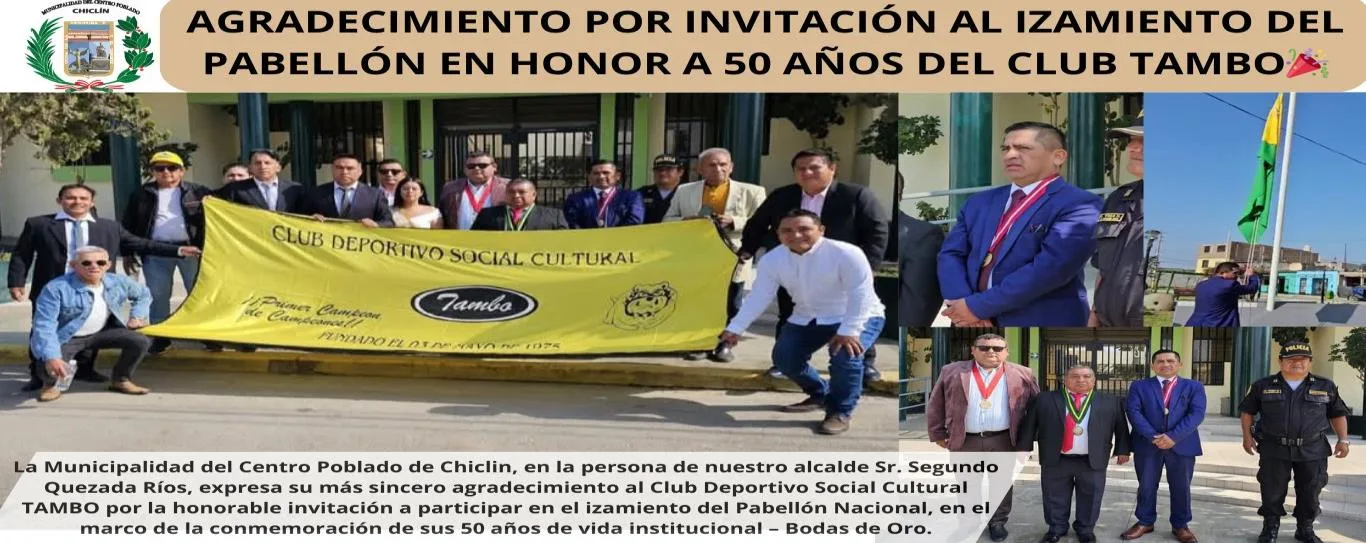 MUNICIPALIDAD DEL CENTRO POBLADO
CHICLÍN
AGRADECIMIENTO POR INVITACIÓN AL IZAMIENTO DEL
PABELLÓN EN HONOR A 50 AÑOS DEL CLUB TAMBO
CLUB DEPORTIVO SOCIAL CULTURAL
¡¡Primer Campeon
de Campeones!!
Tambo
FUNDADO EL 03 DE MAYO DE 1975
POLICIA
La Municipalidad del Centro Poblado de Chiclin, en la persona de nuestro alcalde Sr. Segundo
Quezada Ríos, expresa su más sincero agradecimiento al Club Deportivo Social Cultural
TAMBO por la honorable invitación a participar en el izamiento del Pabellón Nacional, en el
marco de la conmemoración de sus 50 años de vida institucional – Bodas de Oro.